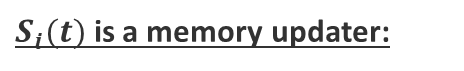 Sᵢ(t) is a memory updater: